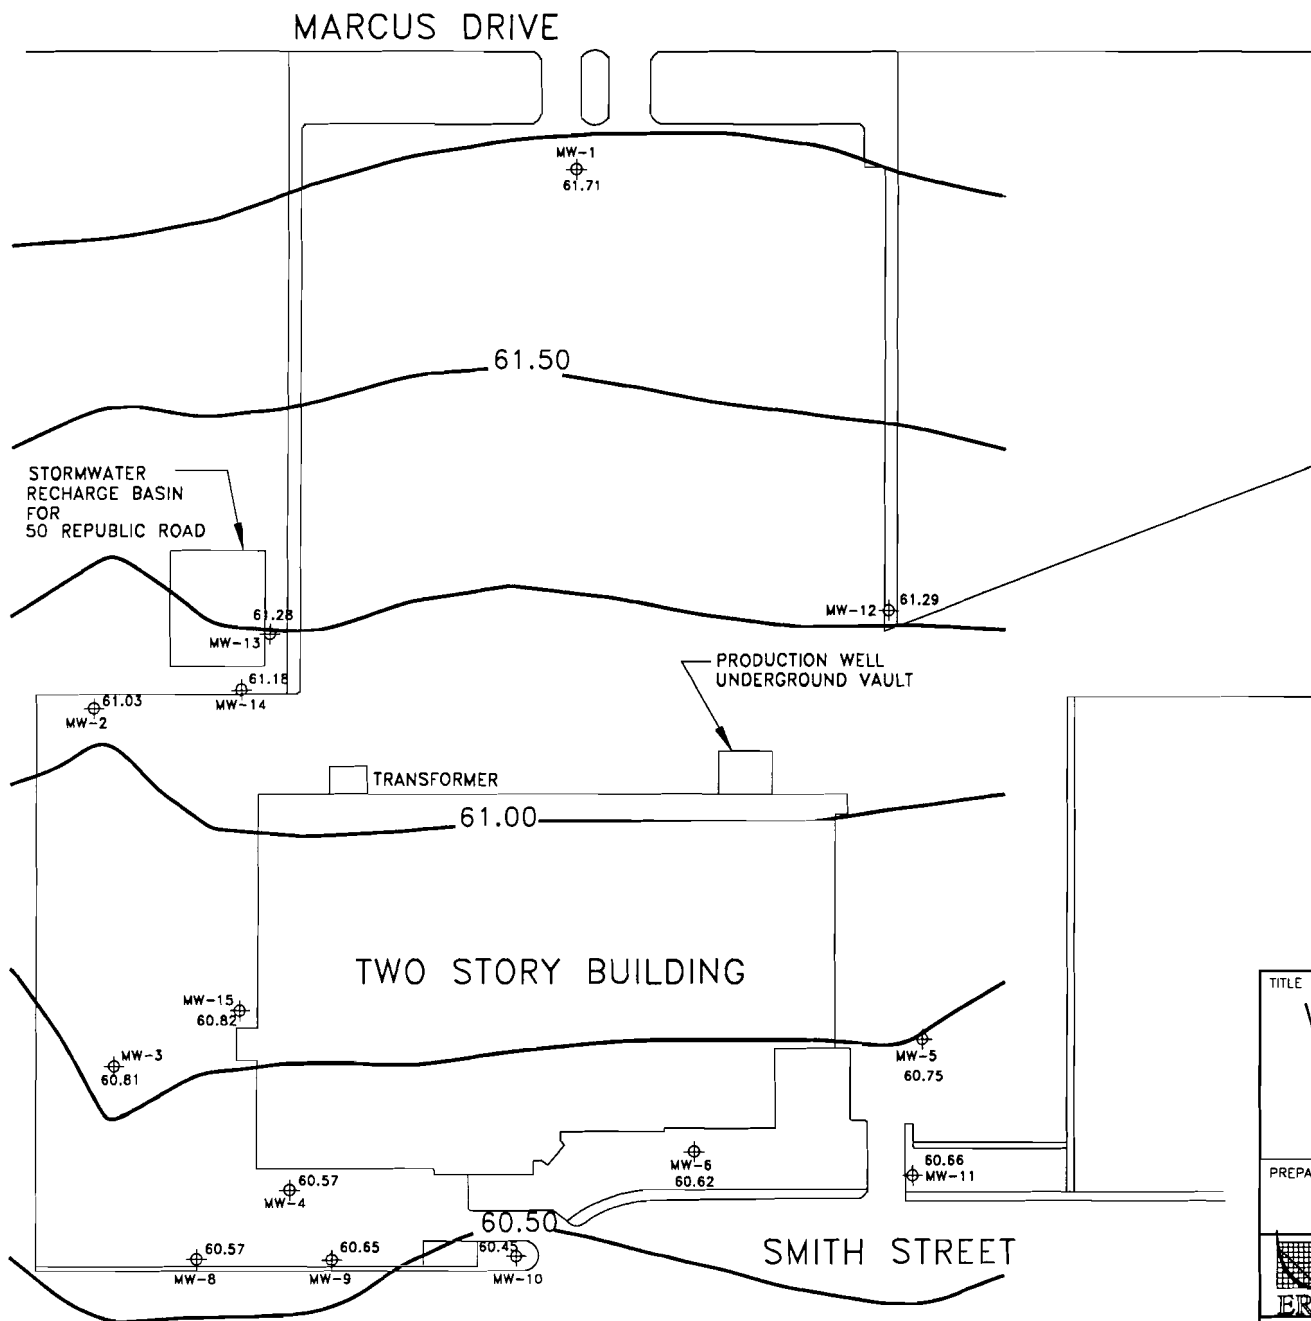 MARCUS DRIVE
MW-1
61.71
61.50
STORMWATER
RECHARGE BASIN
FOR
50 REPUBLIC ROAD
61.28
MW-13
MW-12
61.29
PRODUCTION WELL
UNDERGROUND VAULT
61.18
MW-14
61.03
MW-2
TRANSFORMER
61.00
TWO STORY BUILDING
TITLE
MW-15
60.82
MW-3
60.81
MW-5
60.75
MW-6
60.62
60.66
MW-11
PREPA
60.57
MW-4
60.50
SMITH STREET
60.57
MW-8
60.65
MW-9
60.45
MW-10
ER